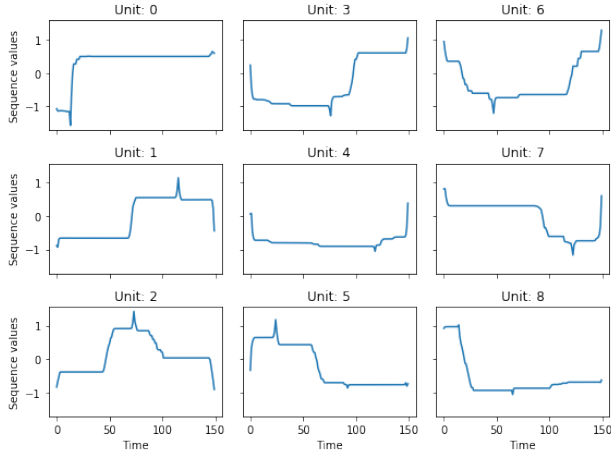 Unit: 0 Unit: 3 Unit: 6
Sequence values
1
0
−1
Unit: 1 Unit: 4 Unit: 7
Sequence values
1
0
−1
Unit: 2 Unit: 5 Unit: 8
Sequence values
1
0
−1
0 50 100 150 0 50 100 150 0 50 100 150
Time Time Time